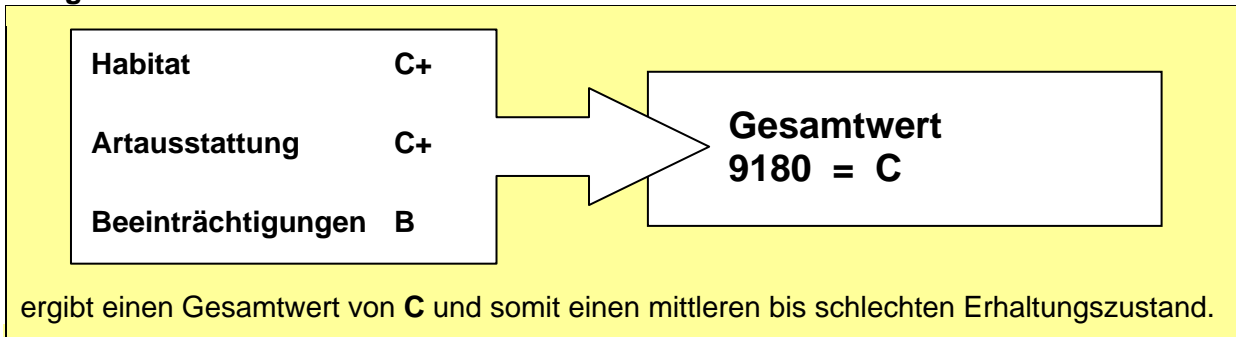 Habitat C+
Artausstattung C+
Beeinträchtigungen B
Gesamtwert
9180 = C
ergibt einen Gesamtwert von C und somit einen mittleren bis schlechten Erhaltungszustand.